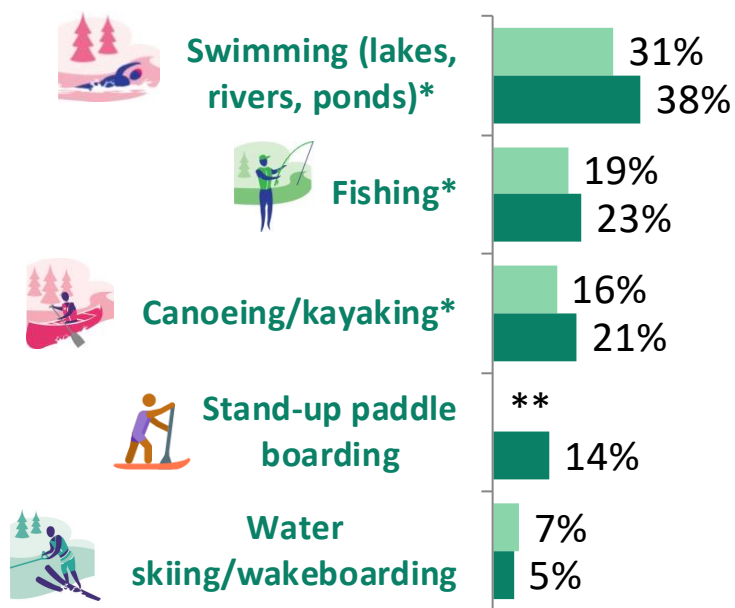 Swimming (lakes,
rivers, ponds)*
31%
38%
Fishing*
19%
23%
Canoeing/kayaking*
16%
21%
Stand-up paddle
boarding
**
14%
Water
skiing/wakeboarding
7%
5%